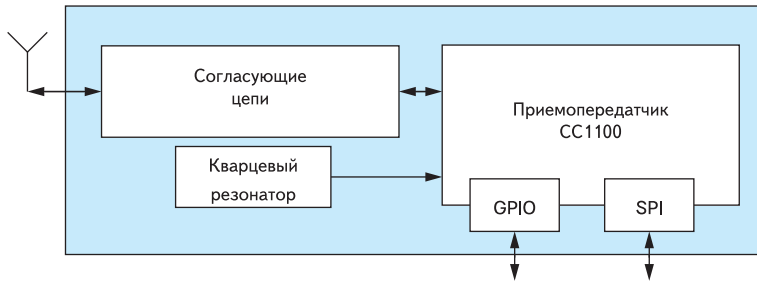 Согласующие
цепи
Приемопередатчик
CC1100
Кварцевый
резонатор
GPIO
SPI